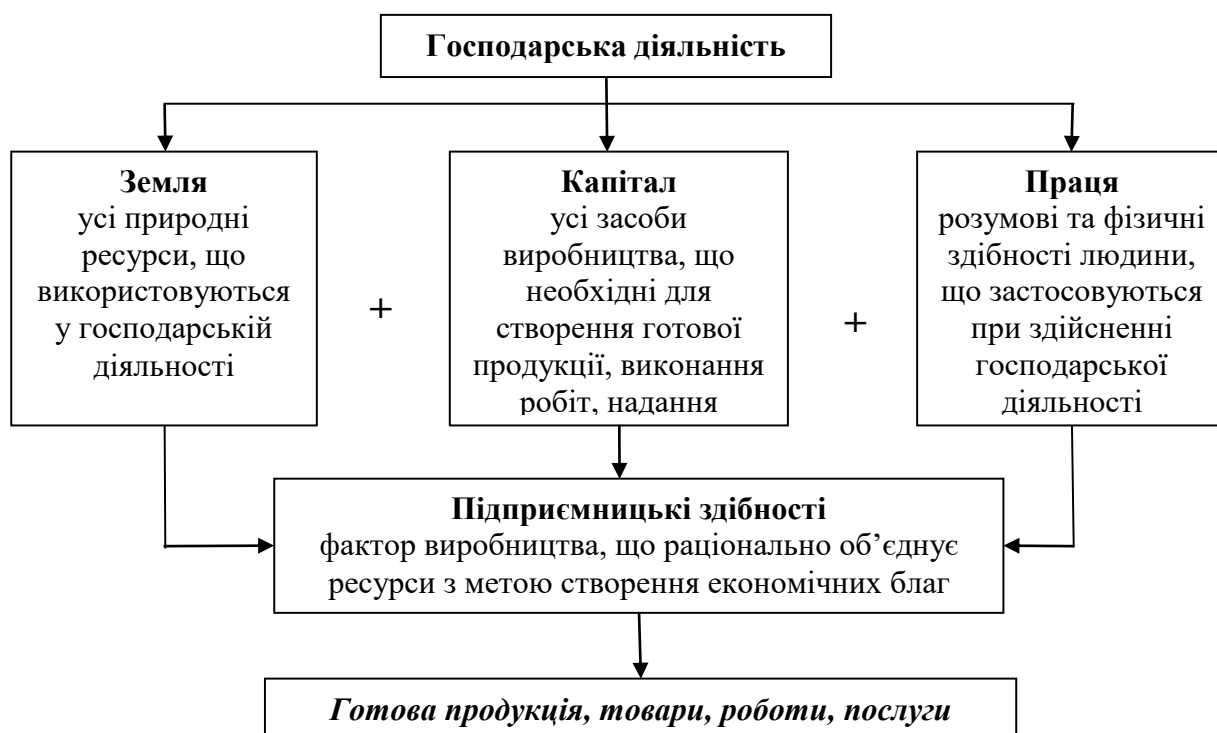 Господарська діяльність
Земля
усі природні
ресурси, що
використовуються
у господарській
діяльності
+
Капітал
усі засоби
виробництва, що
необхідні для
створення готової
продукції, виконання
робіт, надання
+
Праця
розумові та фізичні
здібності людини,
що застосовуються
при здійсненні
господарської
діяльності
Підприємницькі здібності
фактор виробництва, що раціонально об’єднує
ресурси з метою створення економічних благ
Готова продукція, товари, роботи, послуги